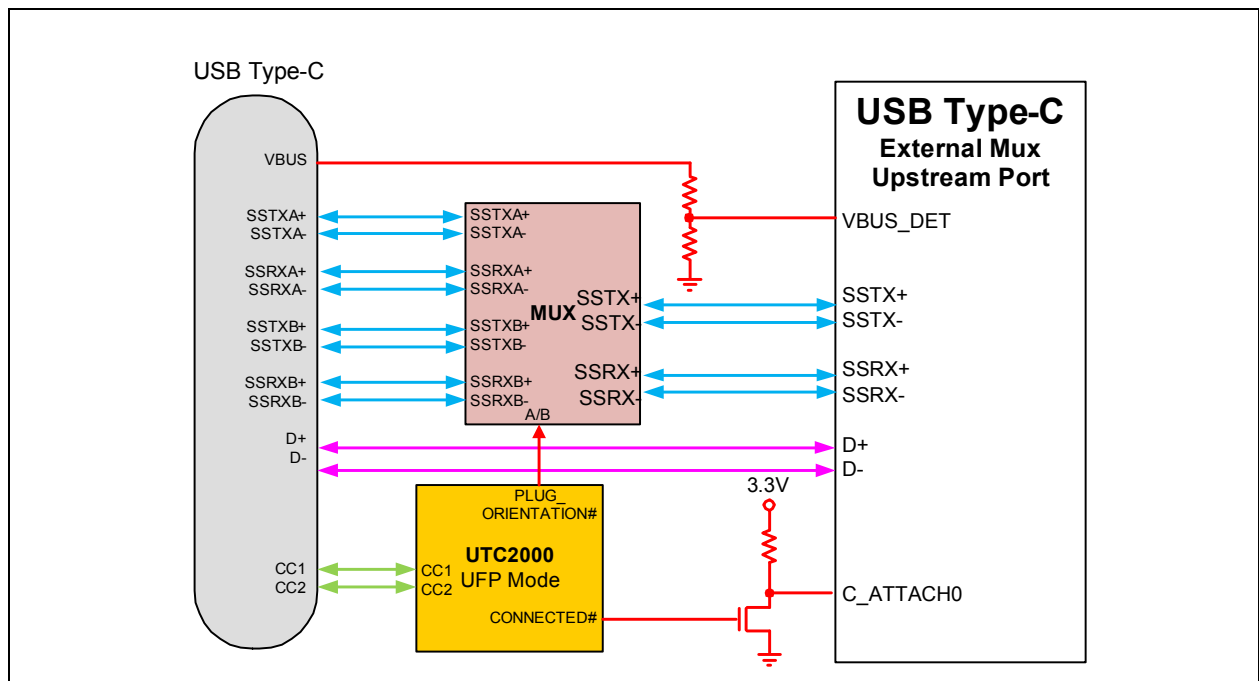 USB Type-C
VBUS
SSTXA+
SSTXA-
SSRXA+
SSRXA-
SSTXB+
SSTXB-
SSRXB+
SSRXB-
D+
D-
CC1
CC2
SSTXA+
SSTXA-
SSRXA+
SSRXA-
SSTXB+
SSTXB-
SSRXB+
SSRXB-
MUX
SSTX+
SSTX-
SSRX+
SSRX-
A/B
PLUG_
ORIENTATION#
UTC2000
UFP Mode
CC1
CC2
CONNECTED#
3.3V
USB Type-C
External Mux
Upstream Port
VBUS_DET
SSTX+
SSTX-
SSRX+
SSRX-
D+
D-
C_ATTACH0